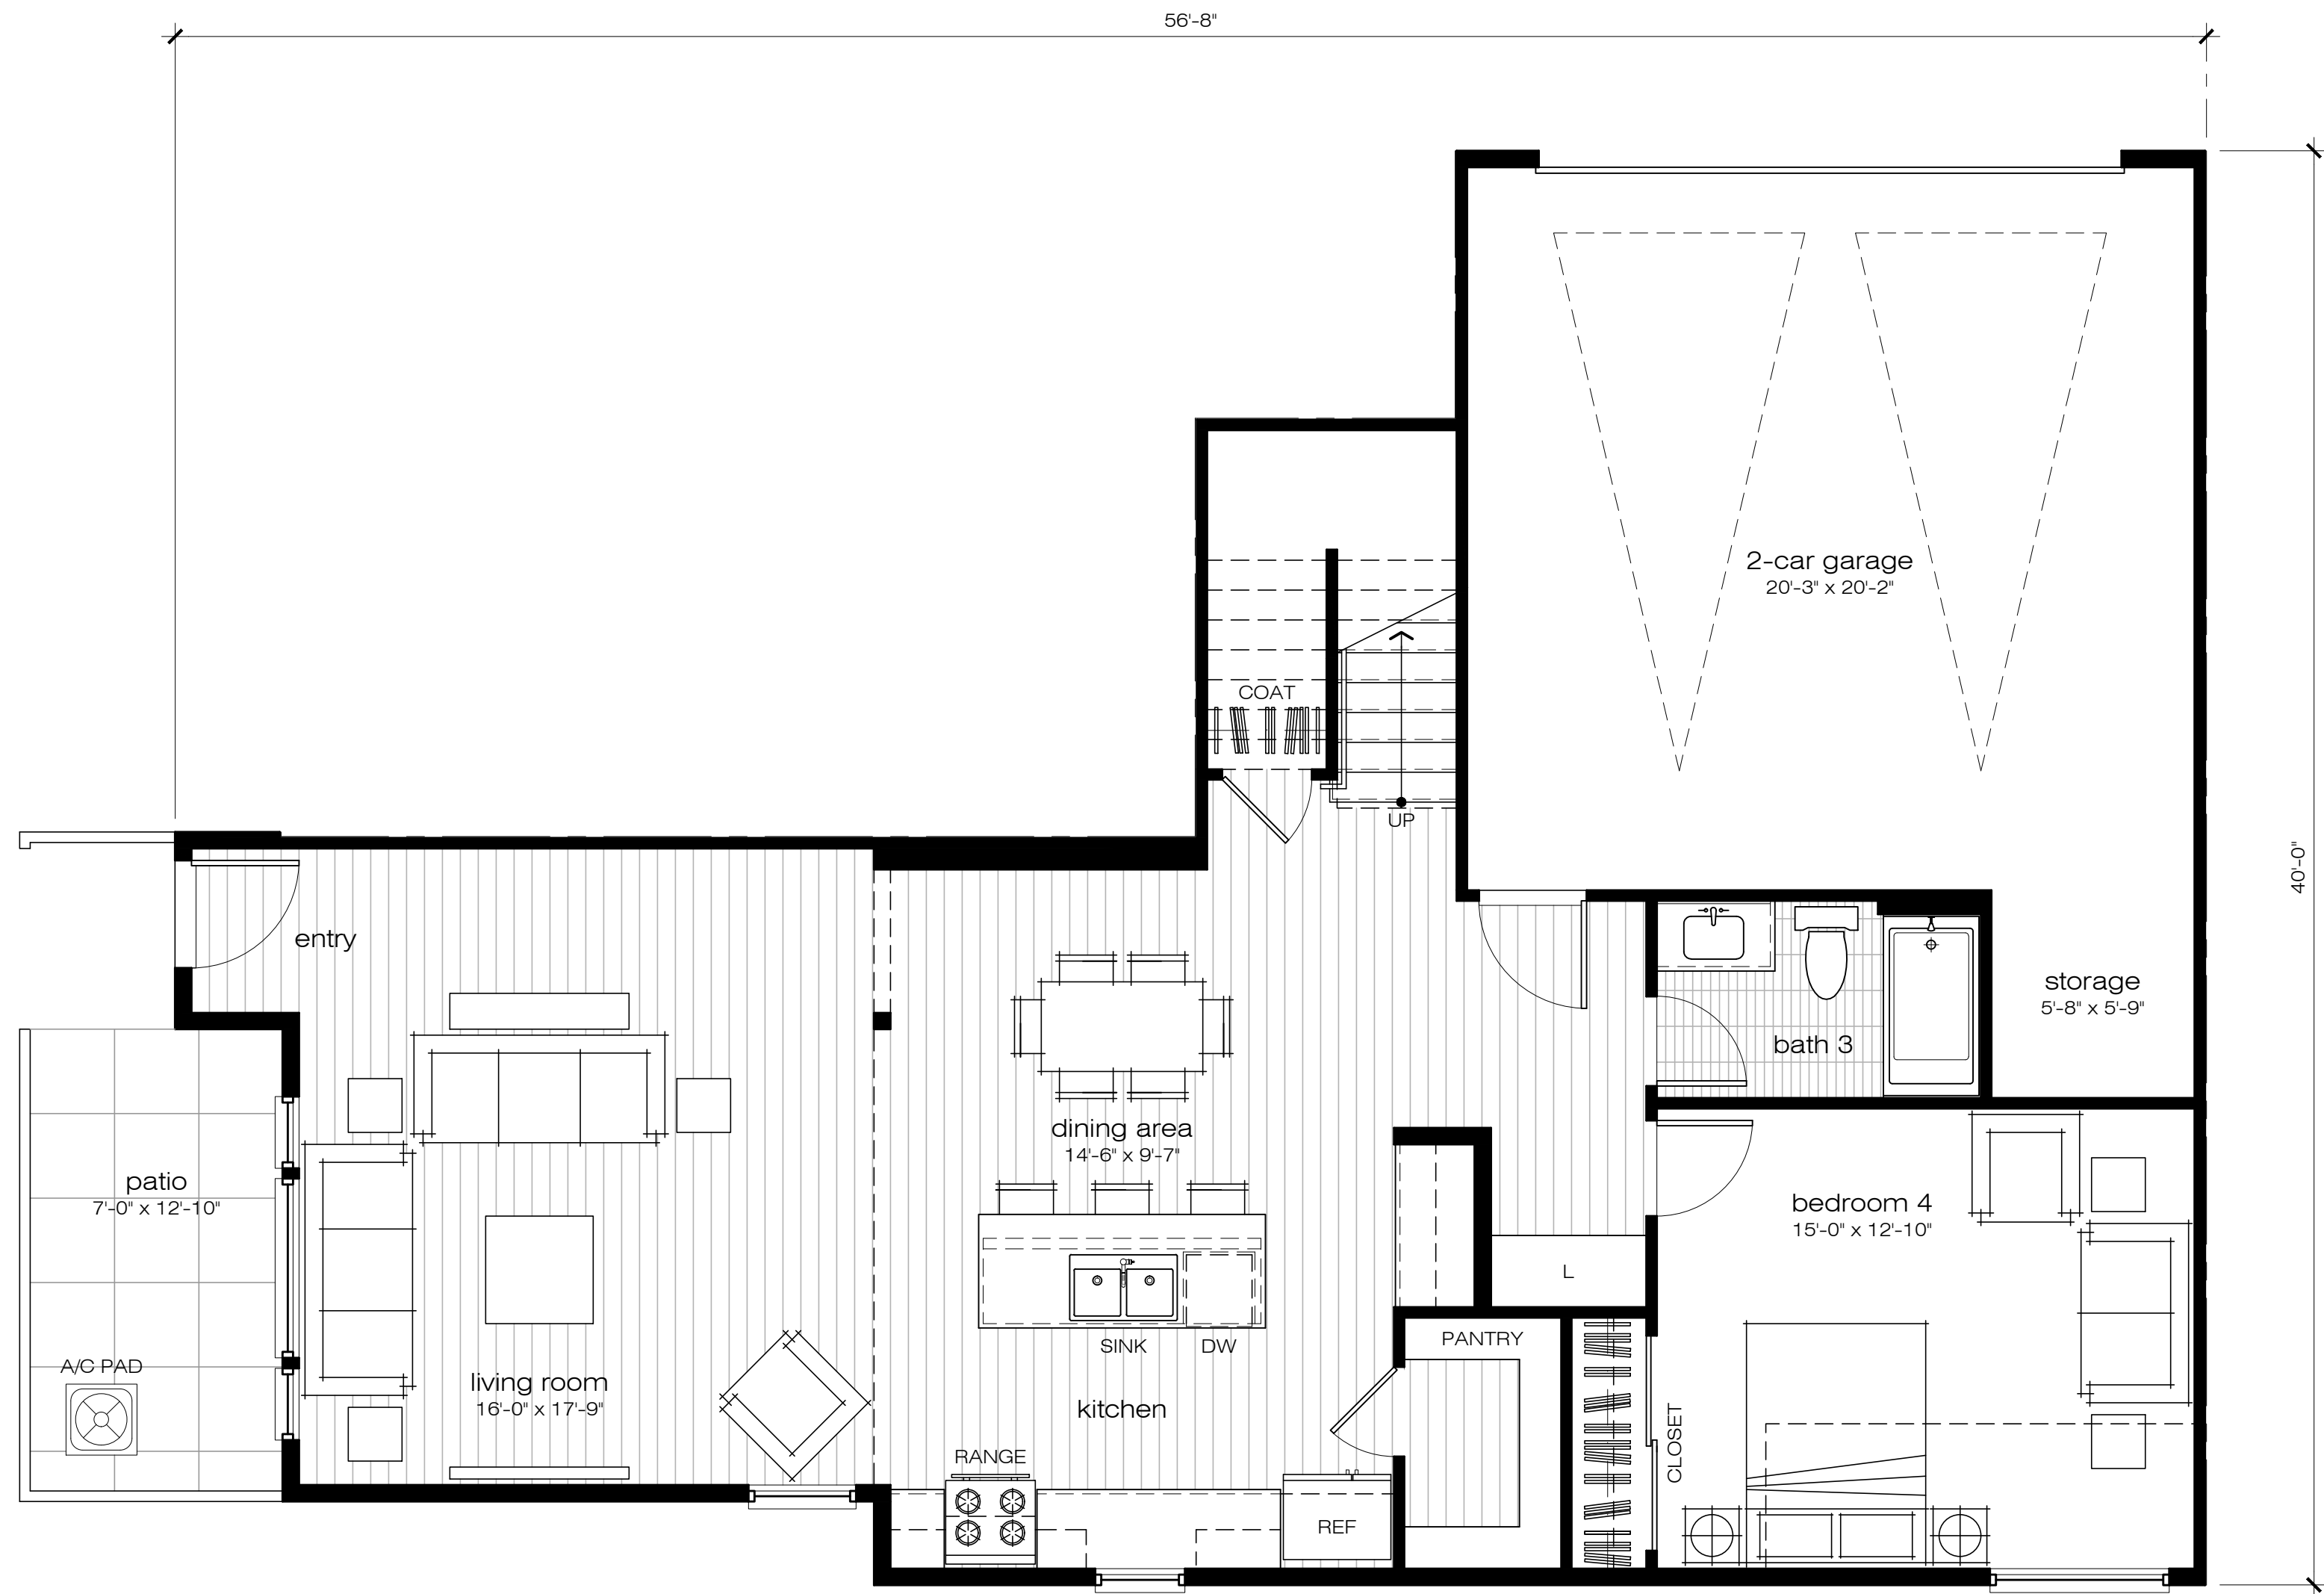 56'-8"
2-car garage
20'-3" x 20'-2"
COAT
UP
40'-0"
entry
storage
5'-8" x 5'-9"
bath 3
dining area
14'-6" x 9'-7"
patio
7'-0" x 12'-10"
bedroom 4
15'-0" x 12'-10"
L
SINK
DW
PANTRY
A/C PAD
living room
16'-0" x 17'-9"
kitchen
CLOSET
RANGE
REF